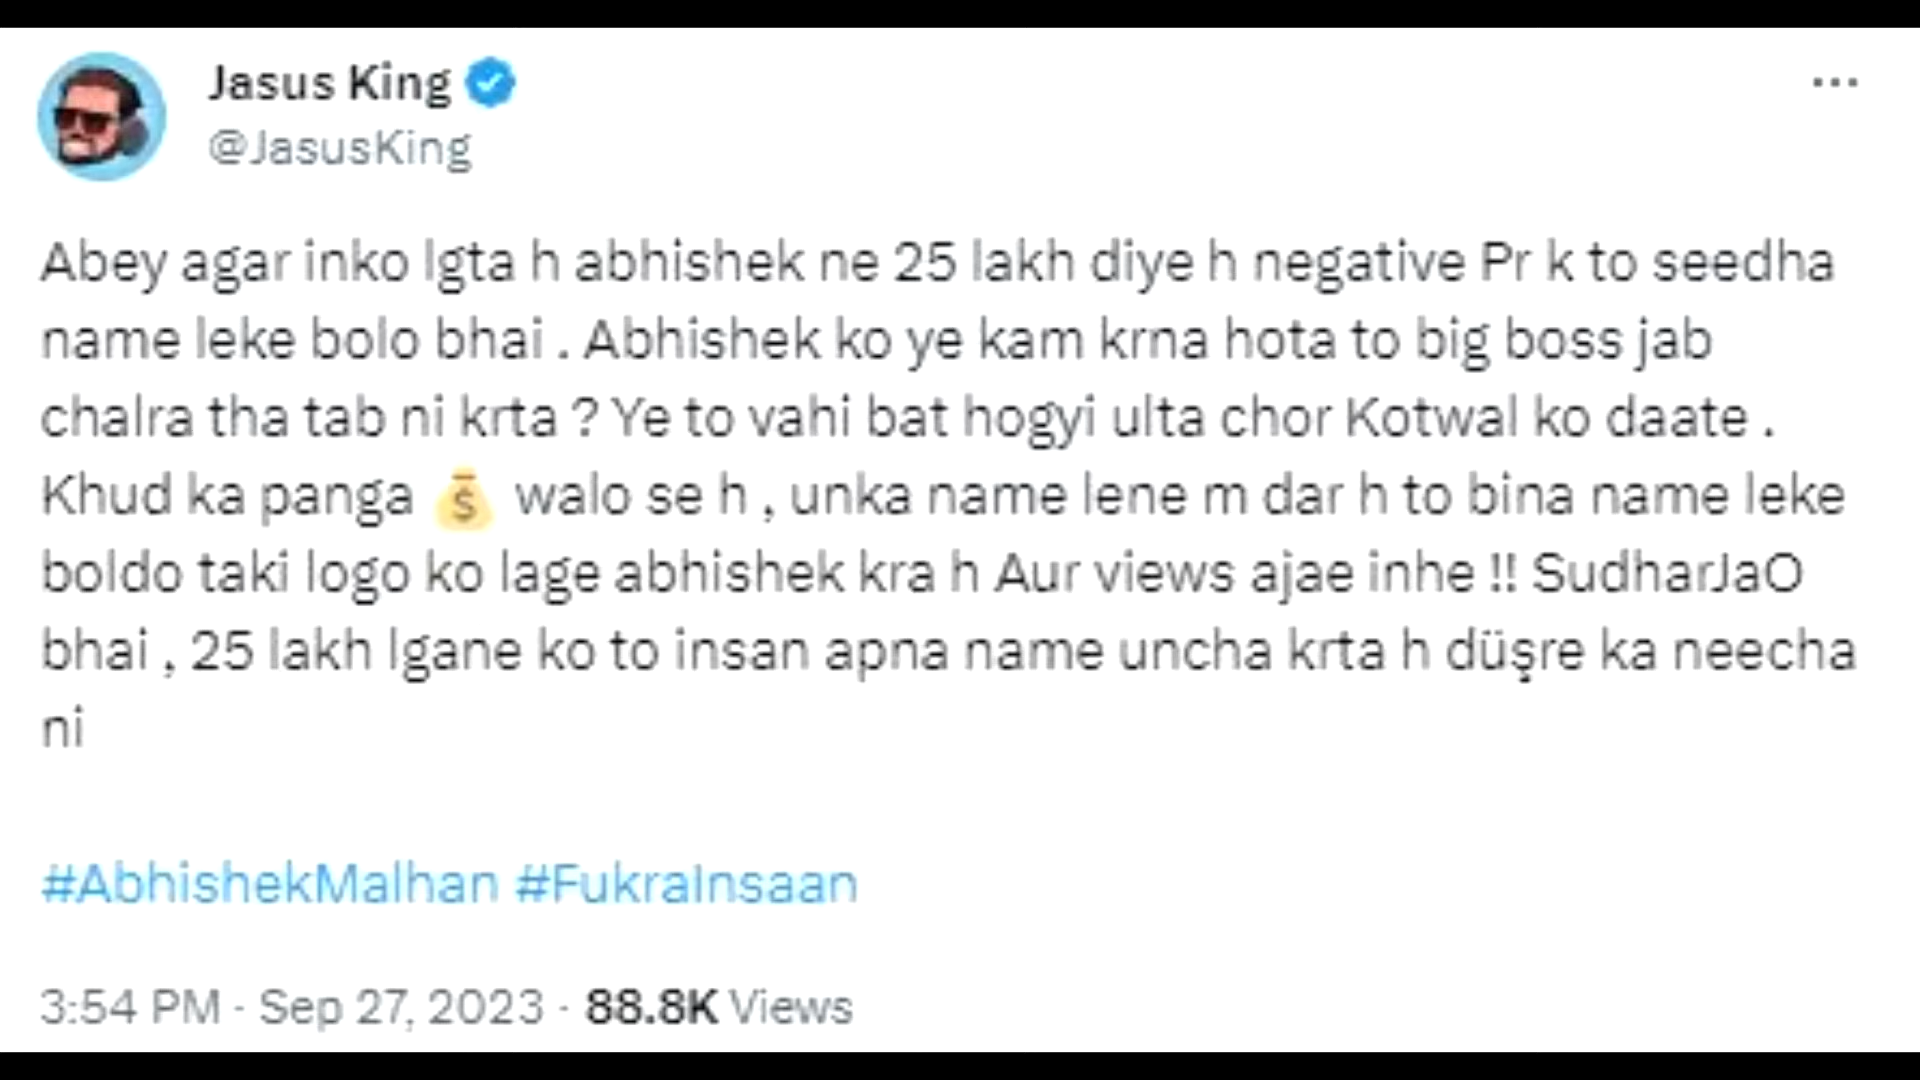 Jasus King
@JasusKing
Abey agar inko lgta h abhishek ne 25 lakh diye h negative Pr k to seedha
name leke bolo bhai . Abhishek ko ye kam krna hota to big boss jab
chalra tha tab ni krta ? Ye to vahi bat hogyi ulta chor Kotwal ko daate .
Khud ka panga 💰 walo se h , unka name lene m dar h to bina name leke
boldo taki logo ko lage abhishek kra h Aur views ajae inhe !! SudharJaO
bhai , 25 lakh lgane ko to insan apna name uncha krta h düşre ka neecha
ni
#AbhishekMalhan #FukraInsaan
3:54 PM · Sep 27, 2023 · 88.8K Views